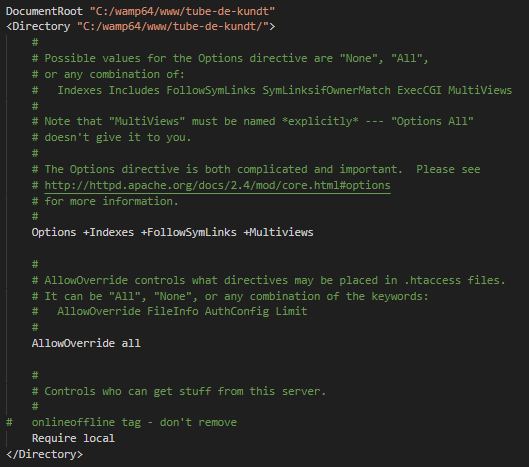 DocumentRoot "C:/wamp64/www/tube-de-kundt"
<Directory "C:/wamp64/www/tube-de-kundt/">
#
# Possible values for the Options directive are "None", "All",
# or any combination of:
#   Indexes Includes FollowSymLinks SymLinksifOwnerMatch ExecCGI MultiViews
#
# Note that "MultiViews" must be named *explicitly* --- "Options All"
# doesn't give it to you.
#
# The Options directive is both complicated and important.  Please see
# http://httpd.apache.org/docs/2.4/mod/core.html#options
# for more information.
#
Options +Indexes +FollowSymLinks +Multiviews
#
# AllowOverride controls what directives may be placed in .htaccess files.
# It can be "All", "None", or any combination of the keywords:
#   AllowOverride FileInfo AuthConfig Limit
#
AllowOverride all
#
# Controls who can get stuff from this server.
#
#   onlineoffline tag - don't remove
Require local
</Directory>